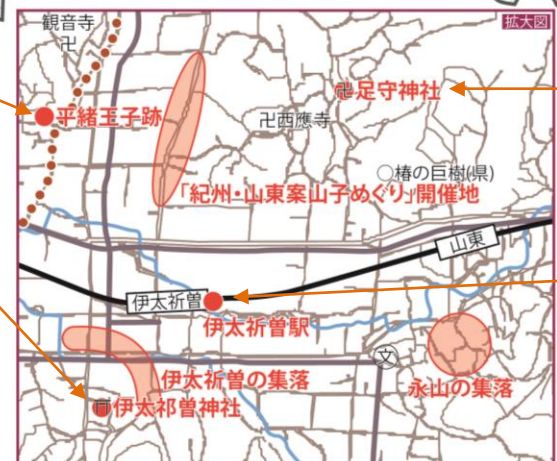 拡大図
観音寺
卍
平緒王子跡
卍足守神社
卍西應寺
○椿の巨樹(県)
「紀州・山東案山子めぐり」開催地
山東
伊太祈曽
伊太祈曽駅
文
伊太祈曽の集落
永山の集落
伊太祁曽神社